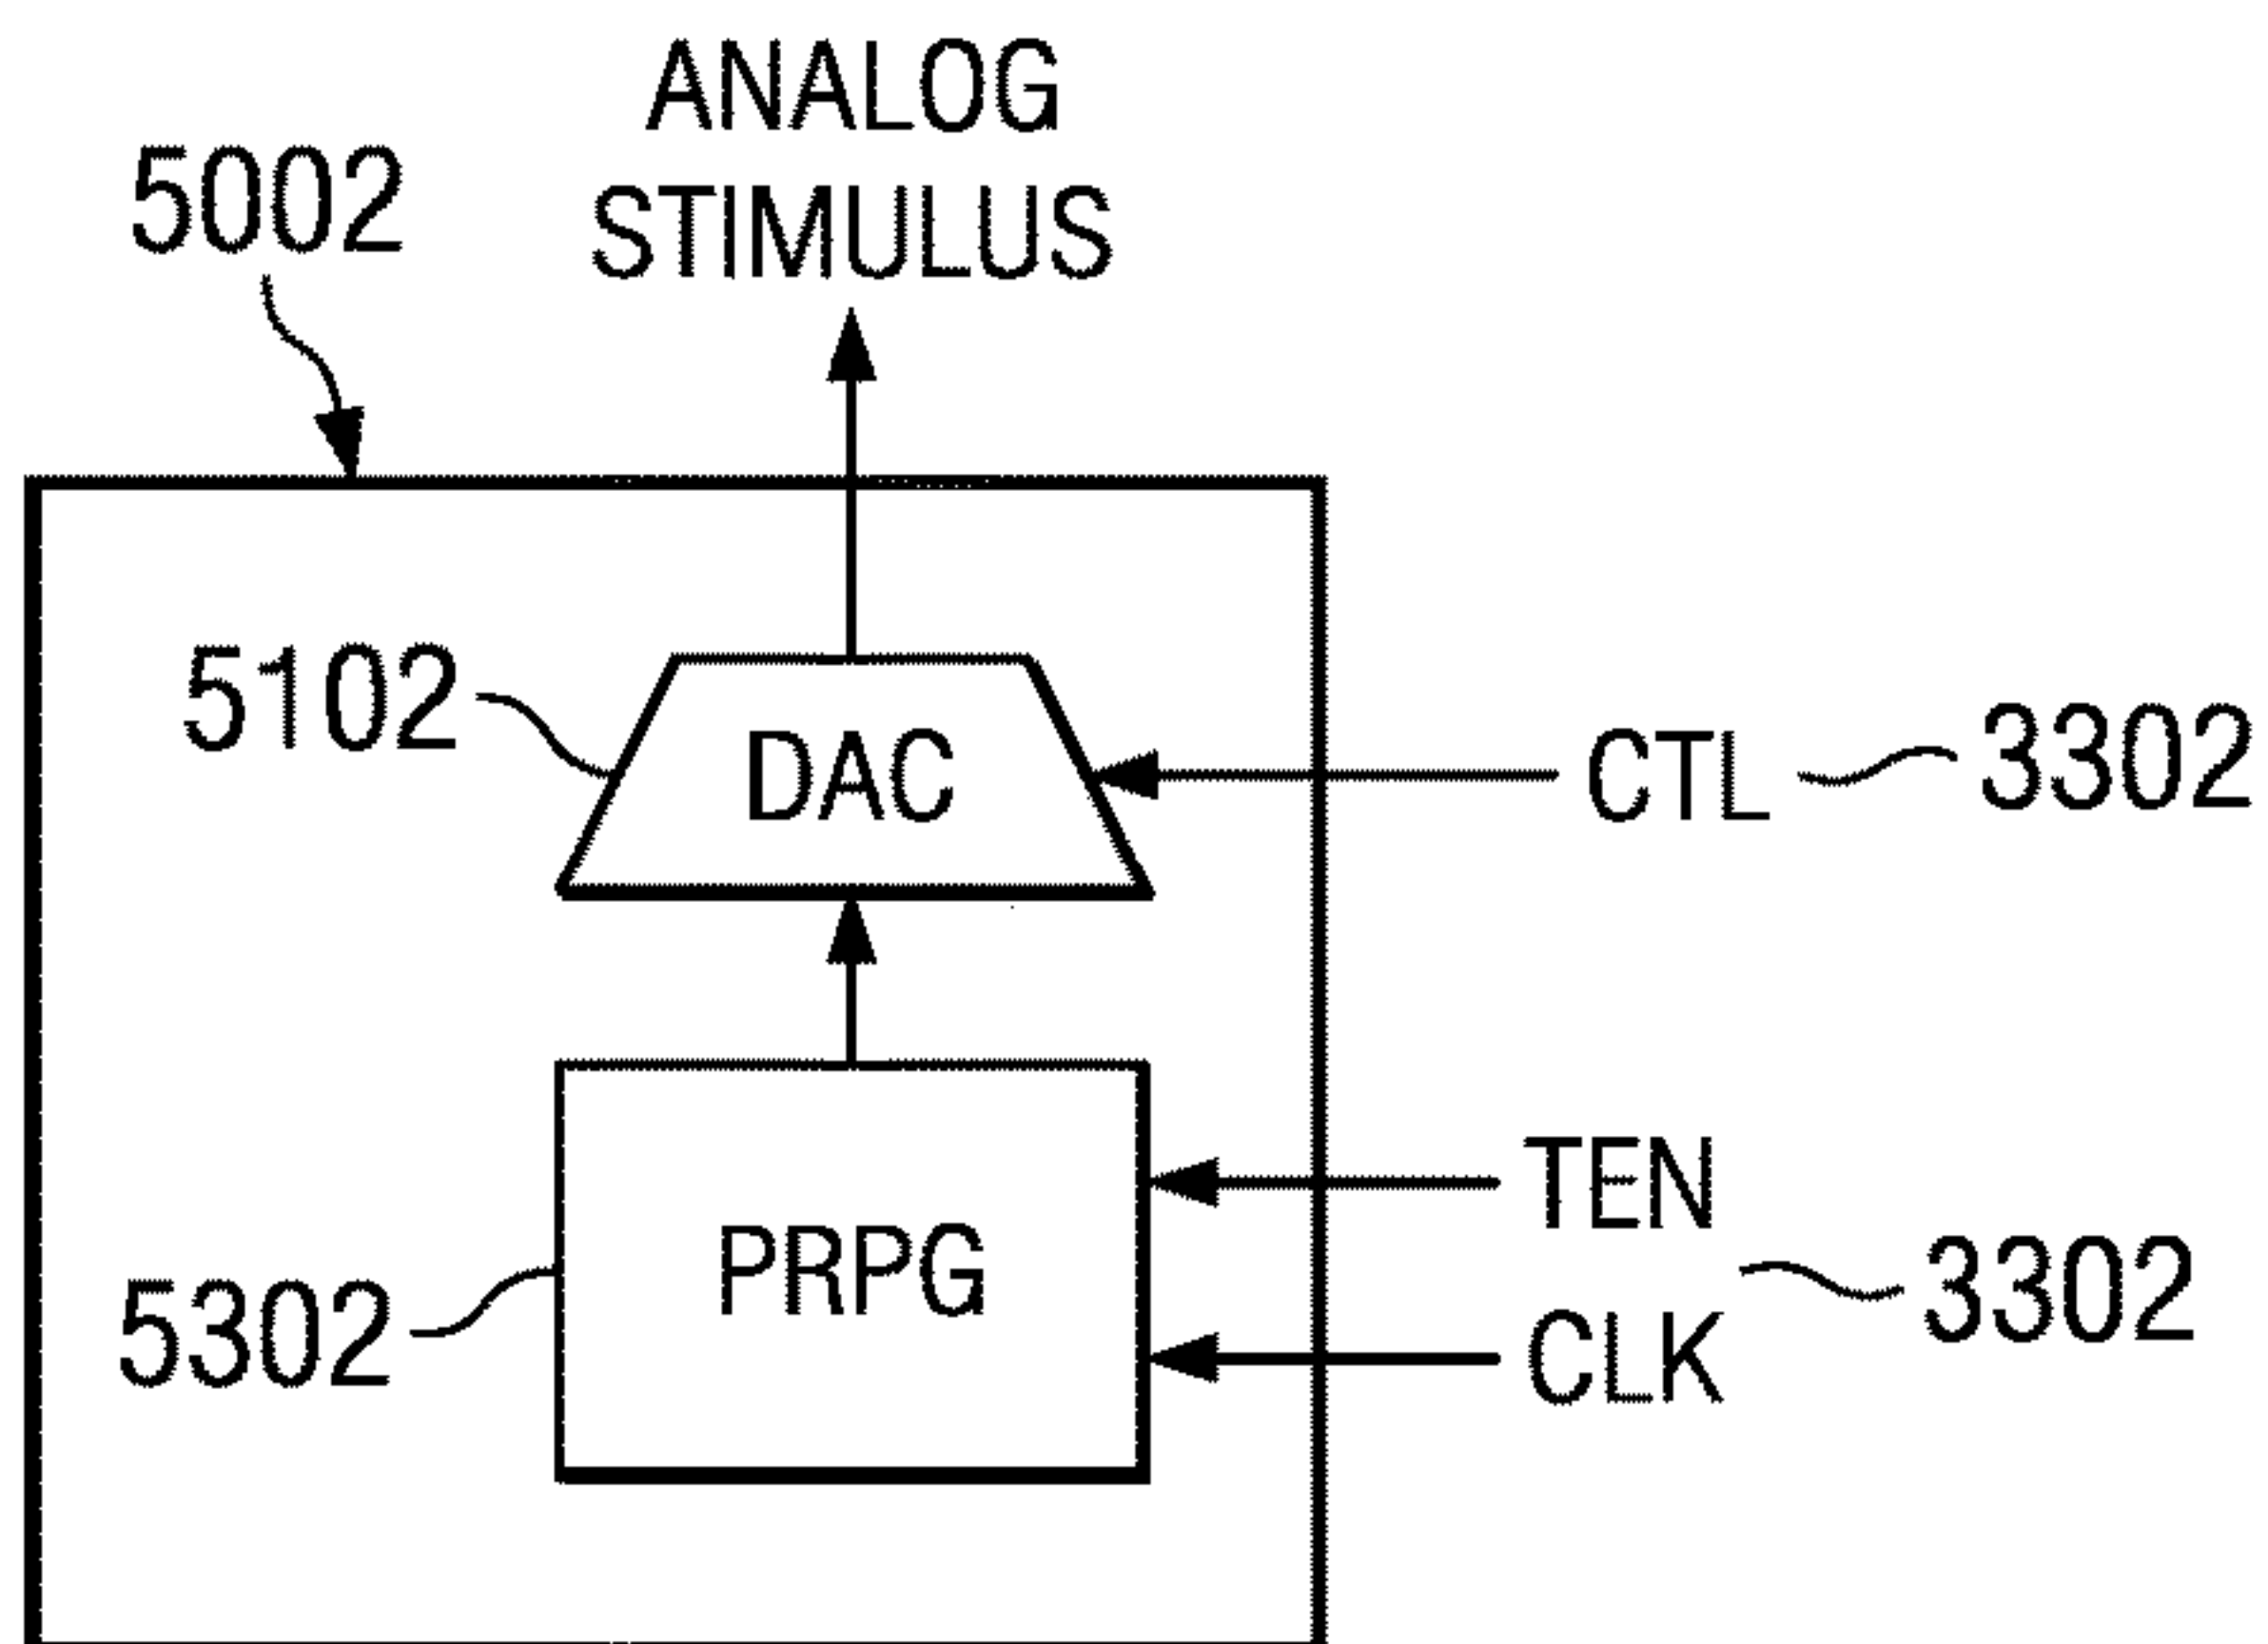 ANALOG
STIMULUS
5002
5102
DAC
CTL
3302
TEN
PRPG
3302
5302
CLK